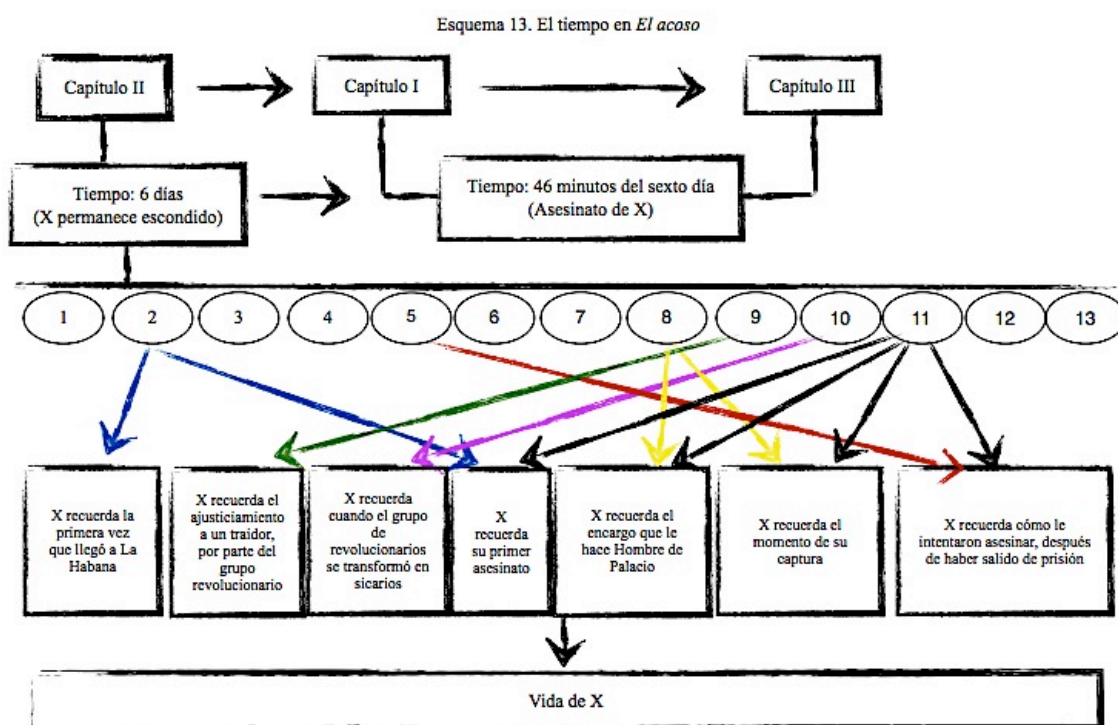 Esquema 13. El tiempo en El acoso
Capítulo II
Capítulo I
Capítulo III
Tiempo: 6 días
(X permanece escondido)
Tiempo: 46 minutos del sexto día
(Asesinato de X)
1 2 3 4 5 6 7 8 9 10 11 12 13
X recuerda la
primera vez
que llegó a La
Habana
X recuerda el
ajusticiamiento
a un traidor,
por parte del
grupo
revolucionario
X recuerda
cuando el grupo
de
revolucionarios
se transformó en
sicarios
X
recuerda
su primer
asesinato
X recuerda el
encargo que le
hace Hombre de
Palacio
X recuerda el
momento de su
captura
X recuerda cómo le
intentaron asesinar, después
de haber salido de prisión
Vida de X